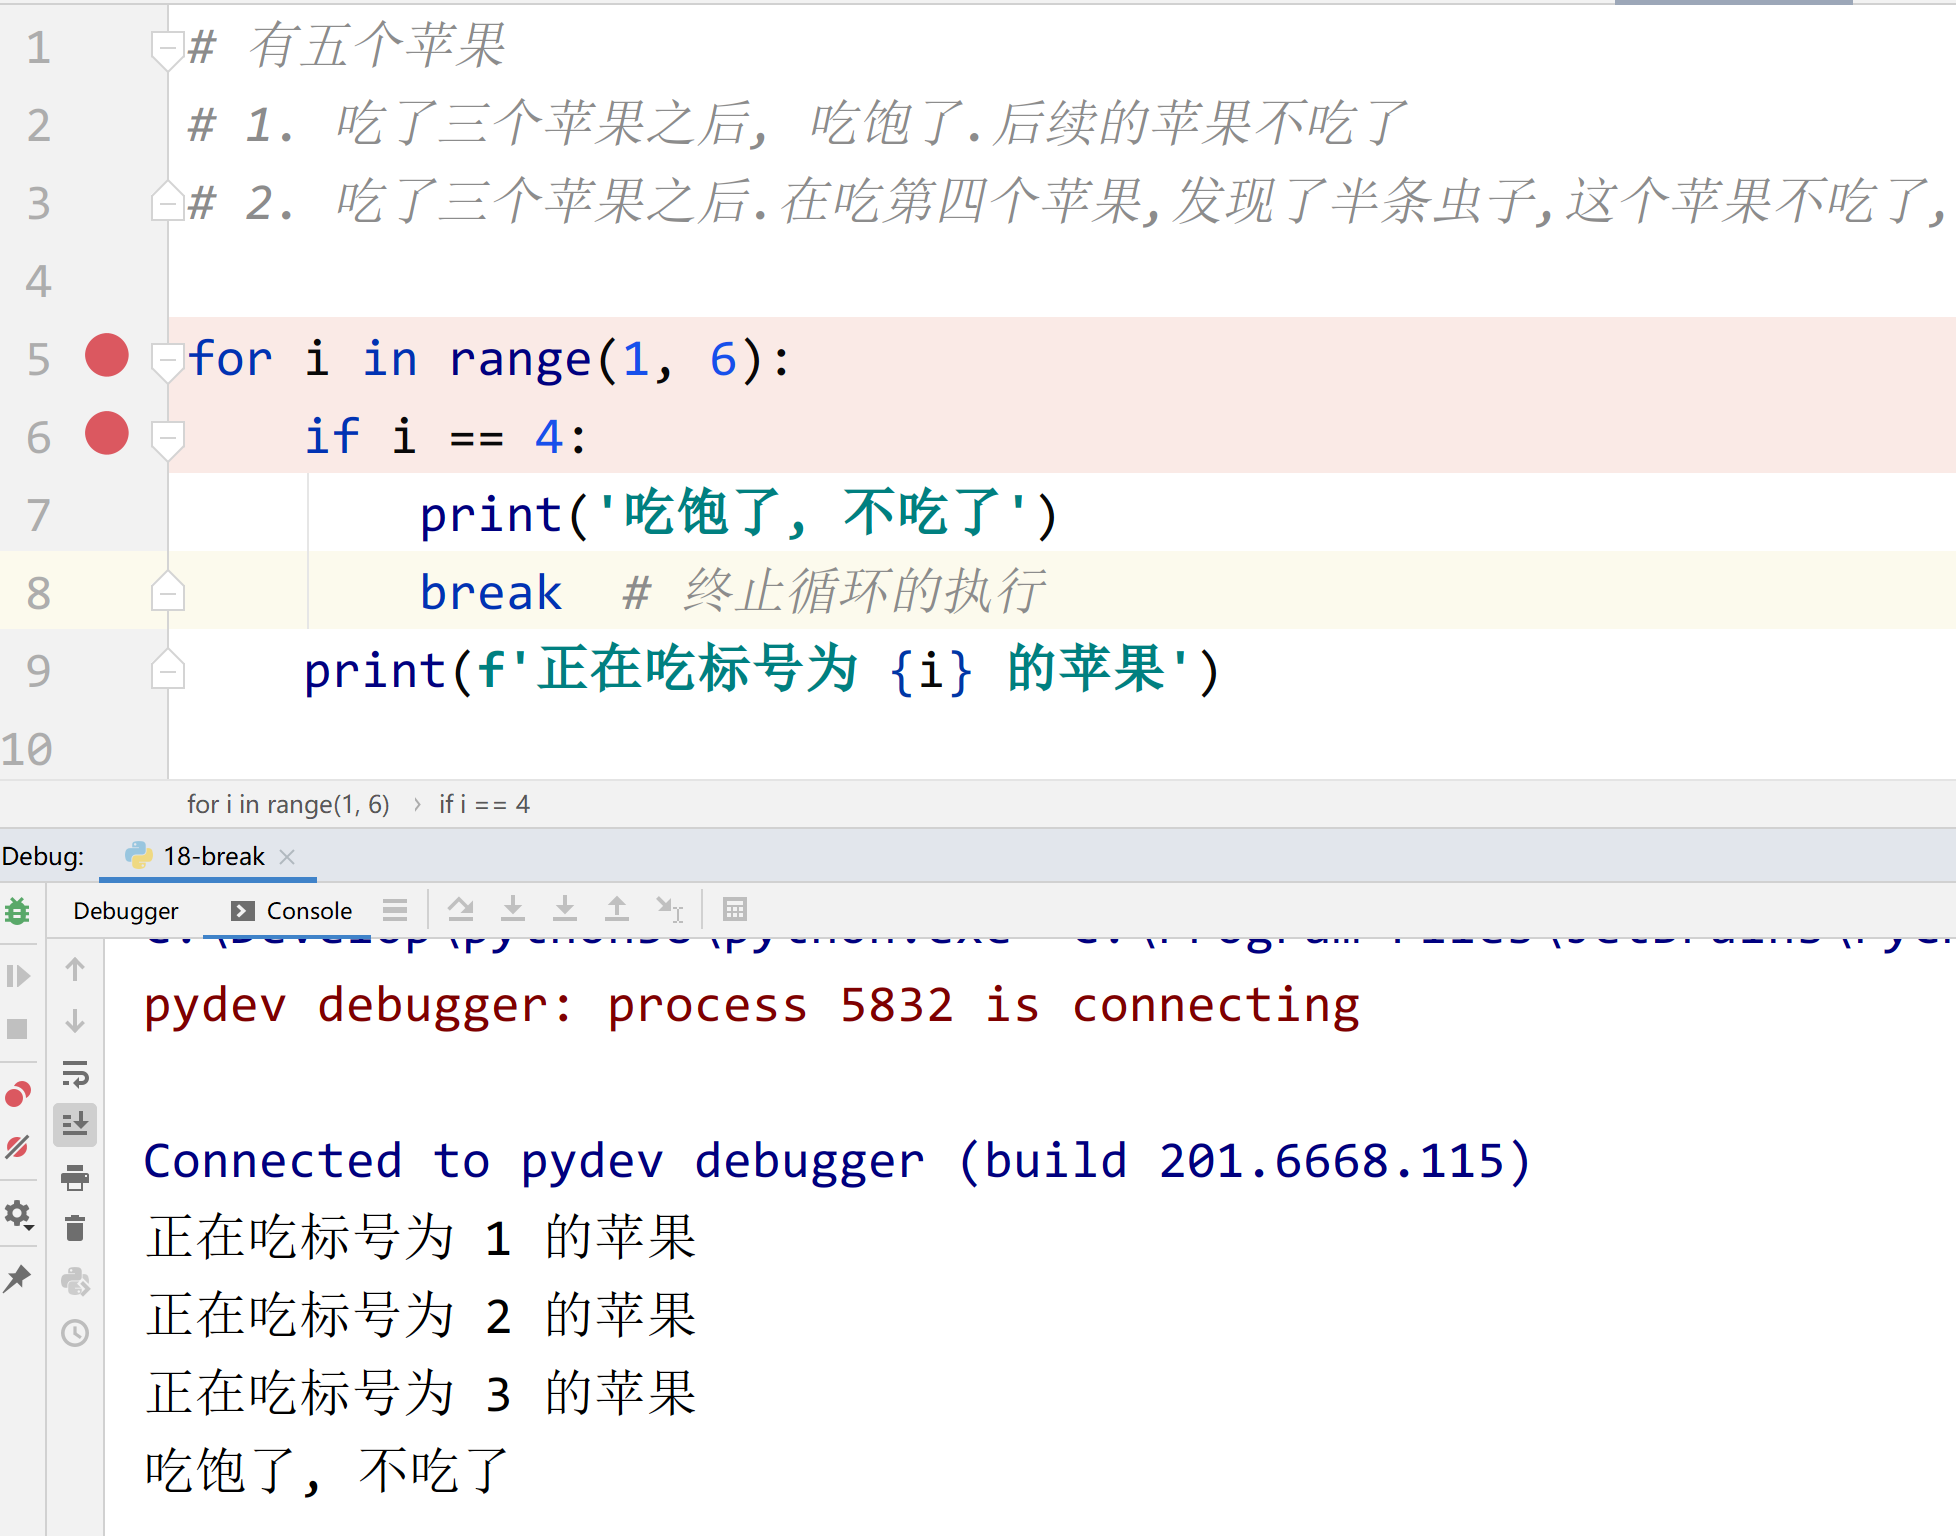 1 # 有五个苹果
2 # 1. 吃了三个苹果之后, 吃饱了.后续的苹果不吃了
3 # 2. 吃了三个苹果之后.在吃第四个苹果,发现了半条虫子,这个苹果不吃了,
4
5 for i in range(1, 6):
6 if i == 4:
7 print('吃饱了, 不吃了')
8 break # 终止循环的执行
9 print(f'正在吃标号为 {i} 的苹果')
10
for i in range(1, 6) › if i == 4
Debug: 18-break
Debugger Console
pydev debugger: process 5832 is connecting
Connected to pydev debugger (build 201.6668.115)
正在吃标号为 1 的苹果
正在吃标号为 2 的苹果
正在吃标号为 3 的苹果
吃饱了, 不吃了